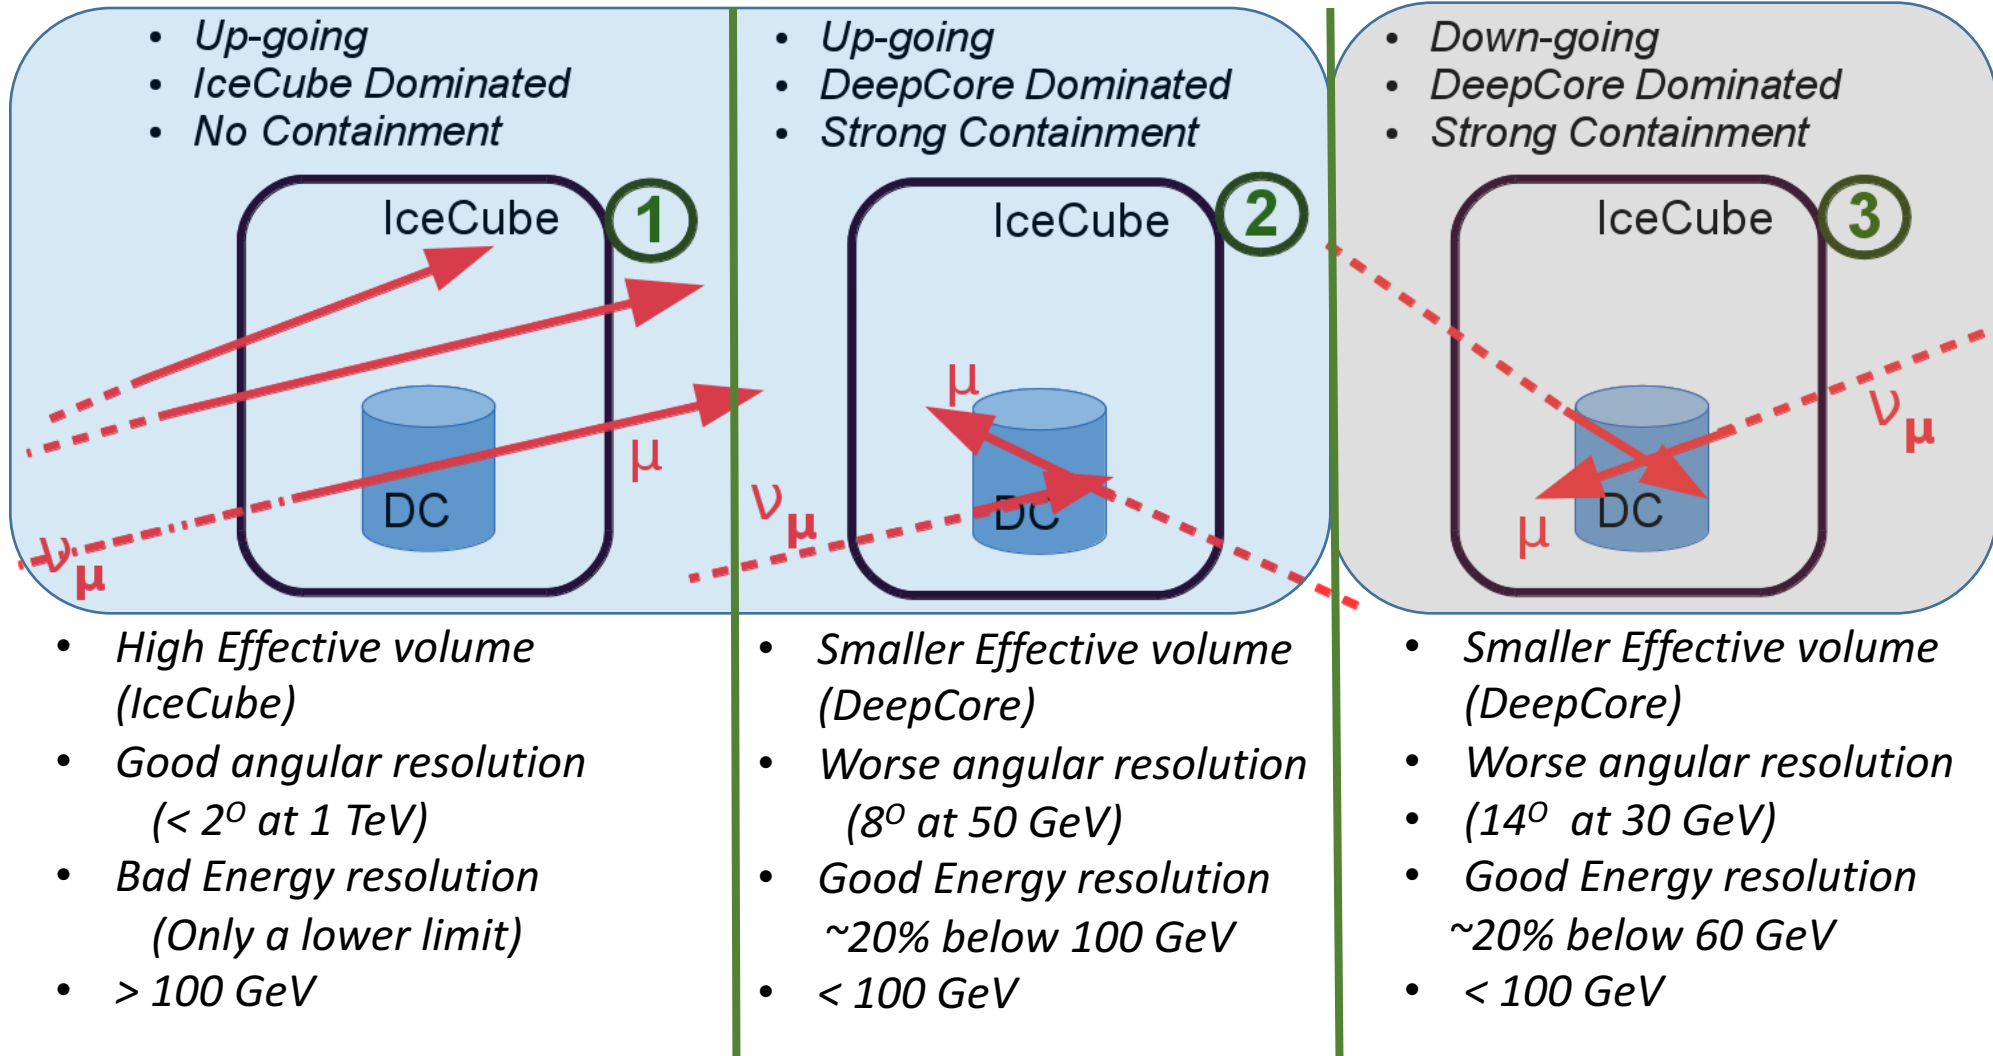 • Up-going
• IceCube Dominated
• No Containment
IceCube
1
μ
DC
ν_μ
• High Effective volume
(IceCube)
• Good angular resolution
(< 2ᴼ at 1 TeV)
• Bad Energy resolution
(Only a lower limit)
• > 100 GeV
• Up-going
• DeepCore Dominated
• Strong Containment
IceCube
2
μ
ν_μ
DC
• Smaller Effective volume
(DeepCore)
• Worse angular resolution
(8ᴼ at 50 GeV)
• Good Energy resolution
~20% below 100 GeV
• < 100 GeV
• Down-going
• DeepCore Dominated
• Strong Containment
IceCube
3
ν_μ
μ
DC
• Smaller Effective volume
(DeepCore)
• Worse angular resolution
• (14ᴼ at 30 GeV)
• Good Energy resolution
~20% below 60 GeV
• < 100 GeV